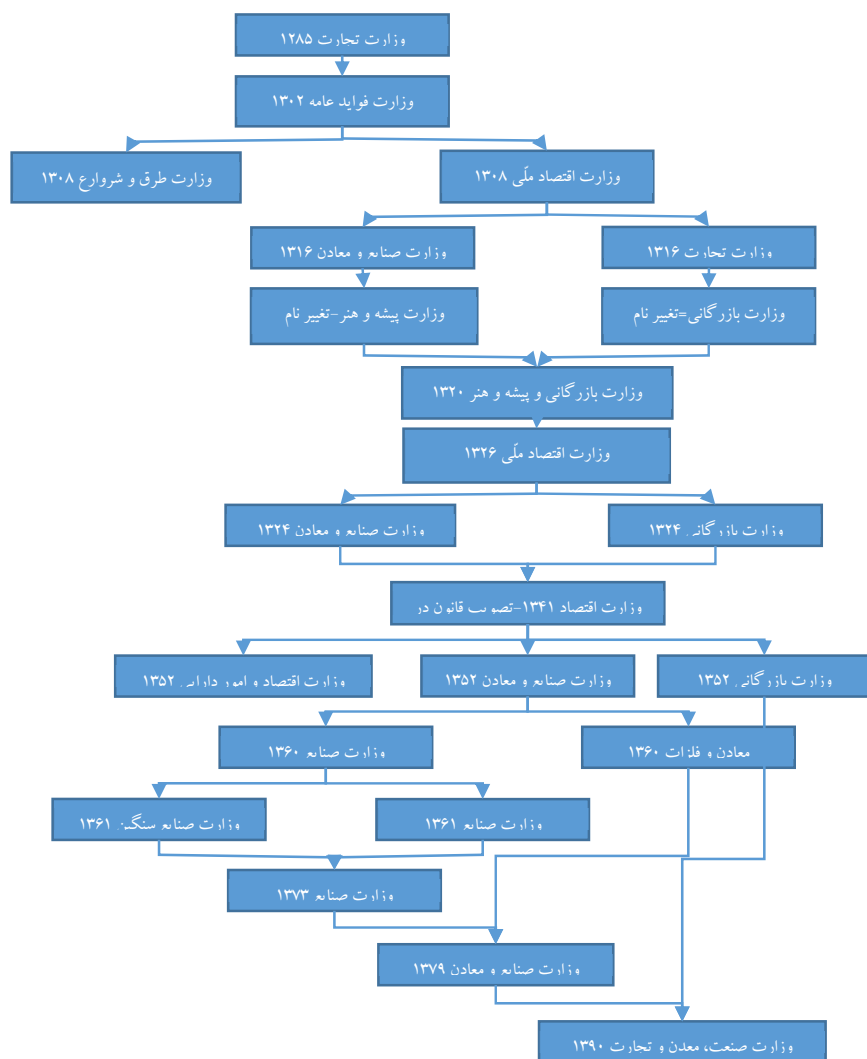 وزارت تجارت ۱۲۸۵
وزارت فواید عامه ۱۳۰۲
وزارت اقتصاد ملّی ۱۳۰۸
وزارت طرق و شروارع ۱۳۰۸
وزارت تجارت ۱۳۱۶
وزارت صنایع و معادن ۱۳۱۶
وزارت بازرگانی=تغییر نام
وزارت پیشه و هنر-تغییر نام
وزارت بازرگانی و پیشه و هنر ۱۳۲۰
وزارت اقتصاد ملّی ۱۳۲۶
وزارت بازرگانی ۱۳۲۴
وزارت صنایع و معادن ۱۳۲۴
وزارت اقتصاد ۱۳۴۱-تصویب قانون در
وزارت بازرگانی ۱۳۵۲
وزارت صنایع و معادن ۱۳۵۲
وزارت اقتصاد و امور دارایی ۱۳۵۲
معادن و فلزات ۱۳۶۰
وزارت صنایع ۱۳۶۰
وزارت صنایع ۱۳۶۱
وزارت صنایع سنگین ۱۳۶۱
وزارت صنایع ۱۳۷۳
وزارت صنایع و معادن ۱۳۷۹
وزارت صنعت، معدن و تجارت ۱۳۹۰